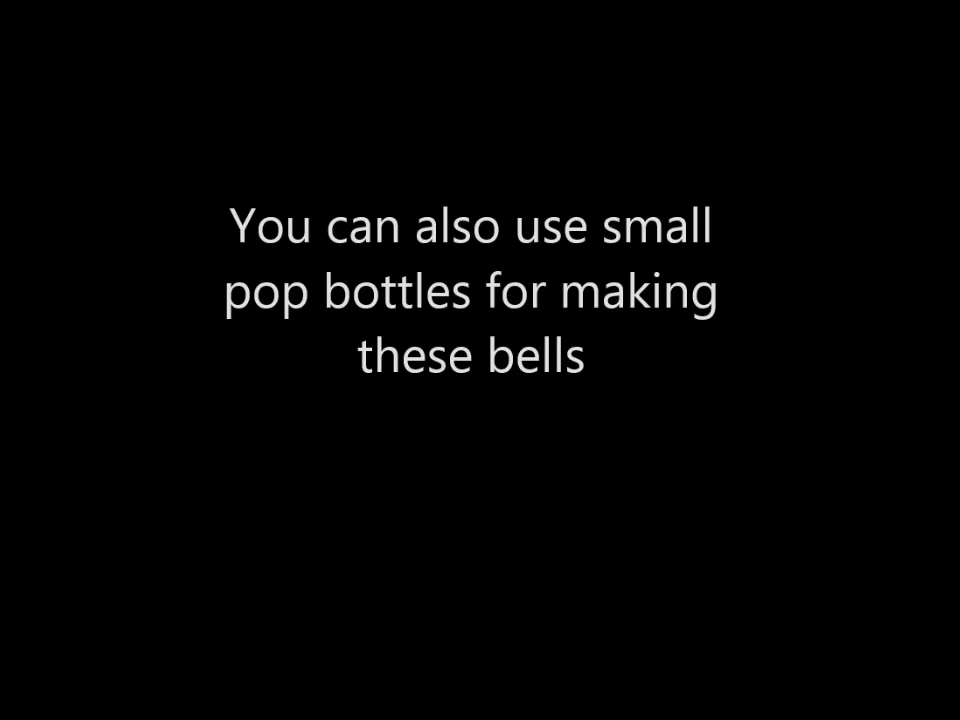 You can also use small
pop bottles for making
these bells